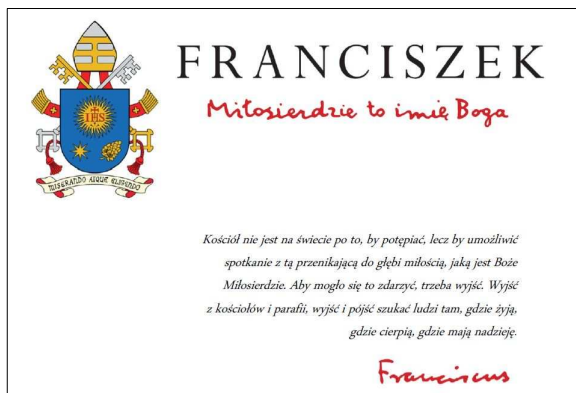 FRANCISZEK
Miłosierdzie to imię Boga
IHS
MISERANDO ATQUE ELIGENDO
Kościół nie jest na świecie po to, by potępiać, lecz by umożliwić
spotkanie z tą przenikającą do głębi miłością, jaką jest Boże
Miłosierdzie. Aby mogło się to zdarzyć, trzeba wyjść. Wyjść
z kościołów i parafii, wyjść i pójść szukać ludzi tam, gdzie żyją,
gdzie cierpią, gdzie mają nadzieję.
Franciscus